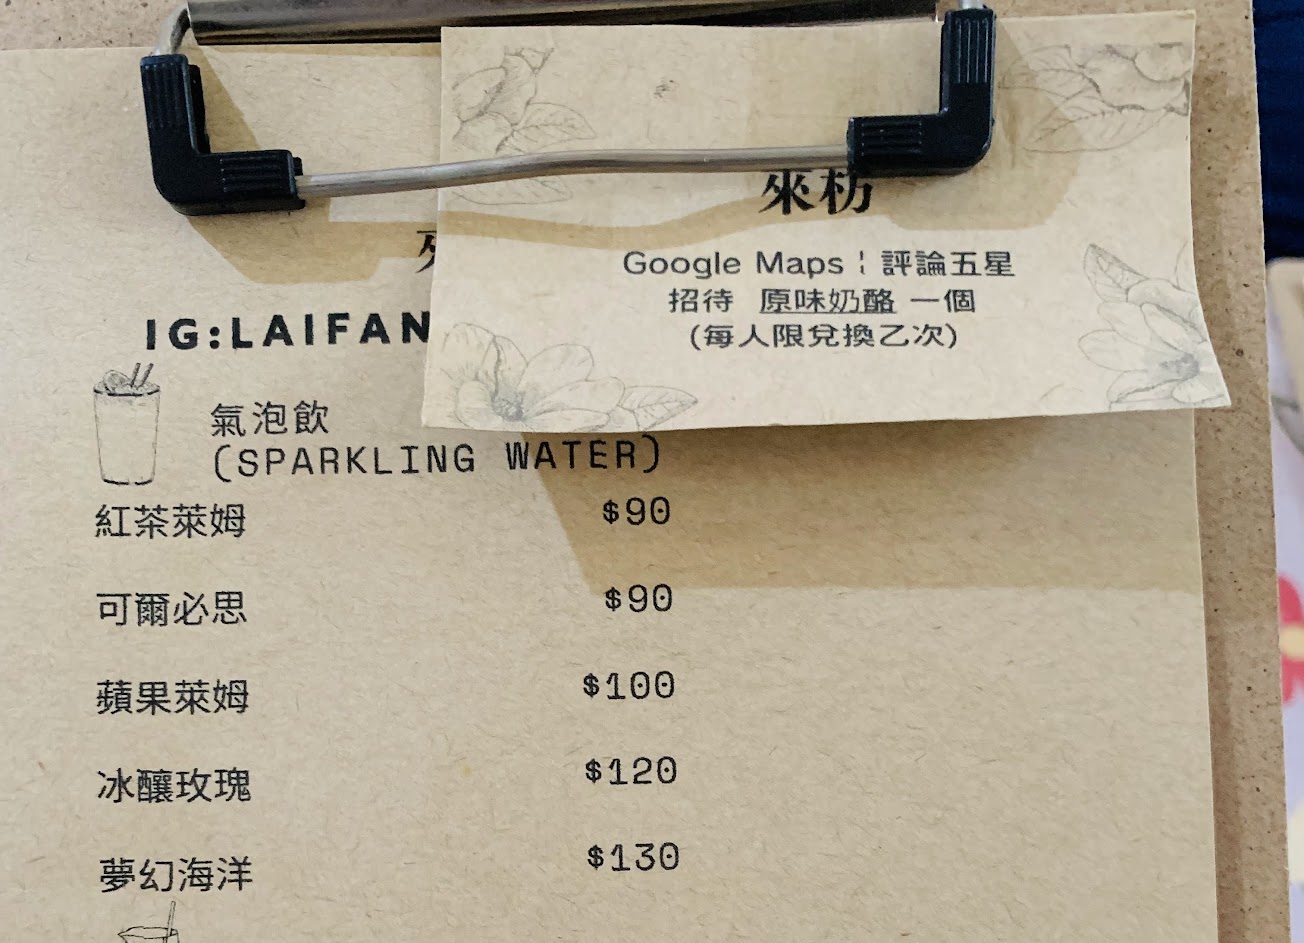 來枋
Google Maps ¦ 評論五星
招待 原味奶酪 一個
(每人限兌換乙次)
IG:LAIFAN
氣泡飲
(SPARKLING WATER)
紅茶萊姆 $90
可爾必思 $90
蘋果萊姆 $100
冰釀玫瑰 $120
夢幻海洋 $130